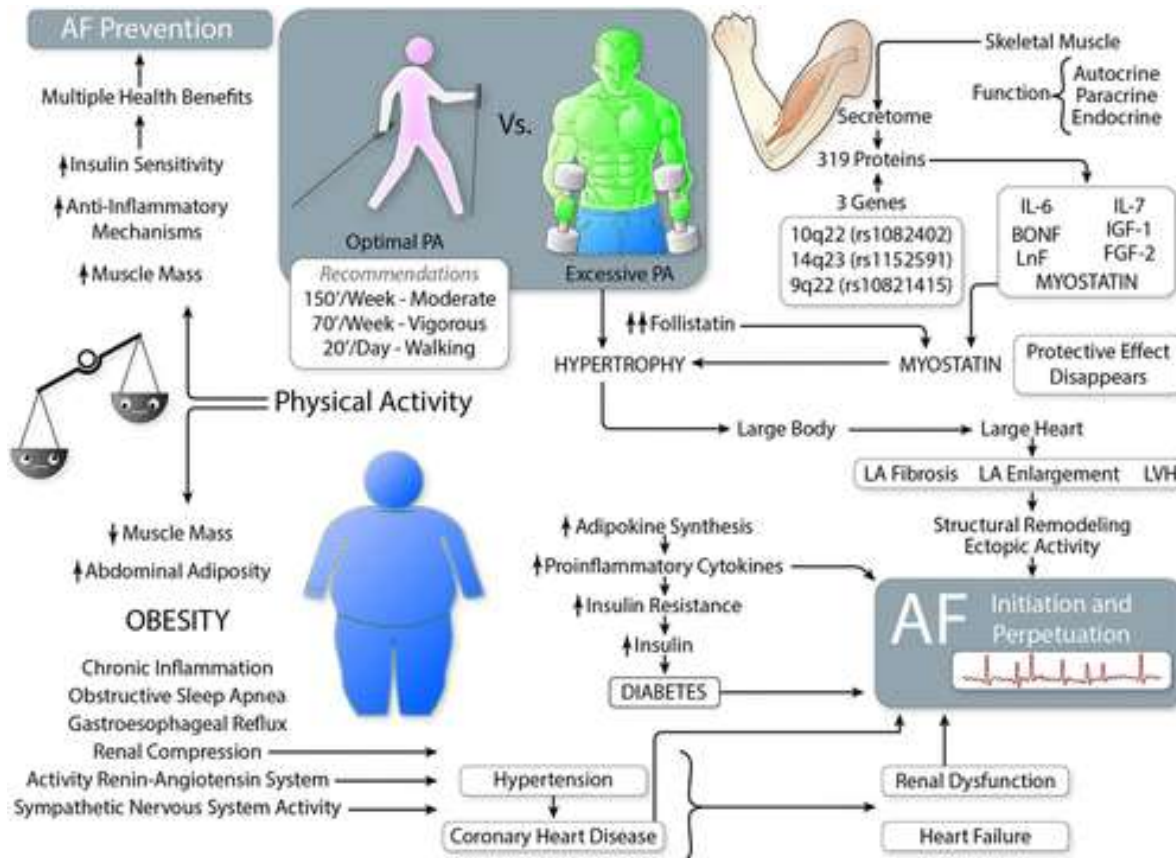 AF Prevention
Multiple Health Benefits
Insulin Sensitivity
Anti-Inflammatory
Mechanisms
Muscle Mass
Vs.
Optimal PA
Recommendations
150'/Week - Moderate
70'/Week - Vigorous
20'/Day - Walking
Excessive PA
Skeletal Muscle
Function
Autocrine
Paracrine
Endocrine
Secretome
319 Proteins
3 Genes
10q22 (rs1082402)
14q23 (rs1152591)
9q22 (rs10821415)
IL-6 IL-7
BONF IGF-1
LnF FGF-2
MYOSTATIN
Follistatin
HYPERTROPHY
MYOSTATIN
Protective Effect
Disappears
Physical Activity
Large Body
Large Heart
LA Fibrosis LA Enlargement LVH
Structural Remodeling
Ectopic Activity
Muscle Mass
Abdominal Adiposity
OBESITY
Chronic Inflammation
Obstructive Sleep Apnea
Gastroesophageal Reflux
Renal Compression
Activity Renin-Angiotensin System
Sympathetic Nervous System Activity
Adipokine Synthesis
Proinflammatory Cytokines
Insulin Resistance
Insulin
DIABETES
AF Initiation and
Perpetuation
Hypertension
Coronary Heart Disease
Renal Dysfunction
Heart Failure